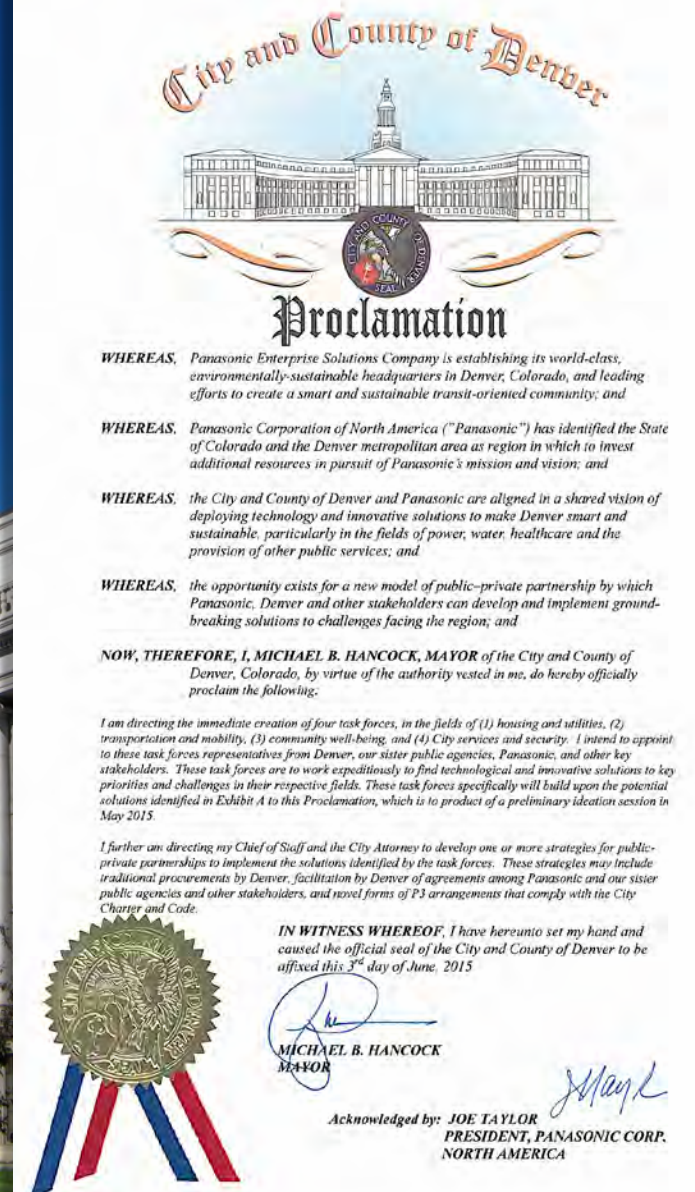 City and County of Denver
CITY AND COUNTY OF DENVER
SEAL
Proclamation
WHEREAS, Panasonic Enterprise Solutions Company is establishing its world-class,
environmentally-sustainable headquarters in Denver, Colorado, and leading
efforts to create a smart and sustainable transit-oriented community; and
WHEREAS, Panasonic Corporation of North America ("Panasonic") has identified the State
of Colorado and the Denver metropolitan area as region in which to invest
additional resources in pursuit of Panasonic's mission and vision; and
WHEREAS, the City and County of Denver and Panasonic are aligned in a shared vision of
deploying technology and innovative solutions to make Denver smart and
sustainable, particularly in the fields of power, water, healthcare and the
provision of other public services; and
WHEREAS, the opportunity exists for a new model of public–private partnership by which
Panasonic, Denver and other stakeholders can develop and implement ground-
breaking solutions to challenges facing the region; and
NOW, THEREFORE, I, MICHAEL B. HANCOCK, MAYOR of the City and County of
Denver, Colorado, by virtue of the authority vested in me, do hereby officially
proclaim the following:
I am directing the immediate creation of four task forces, in the fields of (1) housing and utilities, (2)
transportation and mobility, (3) community well-being, and (4) City services and security. I intend to appoint
to these task forces representatives from Denver, our sister public agencies, Panasonic, and other key
stakeholders. These task forces are to work expeditiously to find technological and innovative solutions to key
priorities and challenges in their respective fields. These task forces specifically will build upon the potential
solutions identified in Exhibit A to this Proclamation, which is to product of a preliminary ideation session in
May 2015.
I further am directing my Chief of Staff and the City Attorney to develop one or more strategies for public-
private partnerships to implement the solutions identified by the task forces. These strategies may include
traditional procurements by Denver, facilitation by Denver of agreements among Panasonic and our sister
public agencies and other stakeholders, and novel forms of P3 arrangements that comply with the City
Charter and Code.
IN WITNESS WHEREOF, I have hereunto set my hand and
caused the official seal of the City and County of Denver to be
affixed this 3rd day of June, 2015
CITY AND COUNTY OF DENVER
SEAL
MICHAEL B. HANCOCK
MAYOR
Acknowledged by: JOE TAYLOR
PRESIDENT, PANASONIC CORP.
NORTH AMERICA